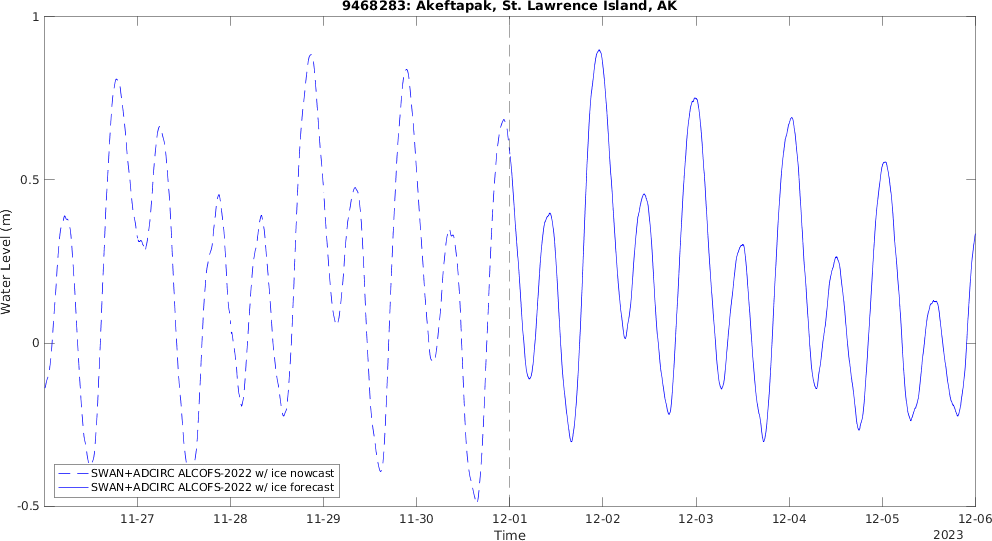 9468283: Akeftapak, St. Lawrence Island, AK
1
0.5
0
-0.5
Water Level (m)
SWAN+ADCIRC ALCOFS-2022 w/ ice nowcast
SWAN+ADCIRC ALCOFS-2022 w/ ice forecast
11-27 11-28 11-29 11-30 12-01 12-02 12-03 12-04 12-05 12-06
Time
2023